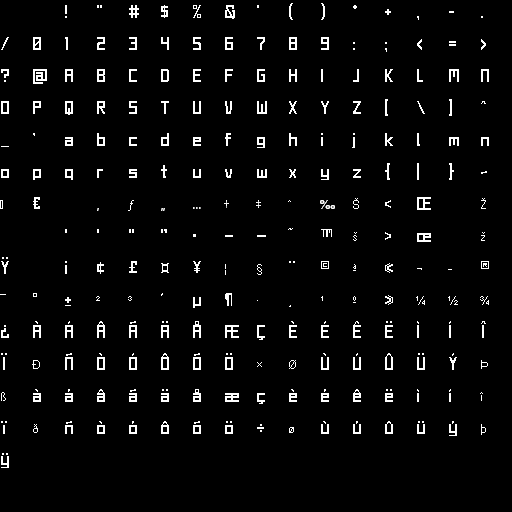 ! " # $ % & ' ( ) * + , - .
/ 0 1 2 3 4 5 6 7 8 9 : ; < = >
? @ A B C D E F G H I J K L M N
O P Q R S T U V W X Y Z [ \ ] ^
_ ` a b c d e f g h i j k l m n
o p q r s t u v w x y z { | } ~
€ ‚ ƒ „ … † ‡ ˆ ‰ Š < Œ Ž
' ' " " • – — ˜ ™ š > œ ž
Ÿ ¡ ¢ £ ¤ ¥ ¦ § ¨ © ª « ¬ - ®
¯ ° ± ² ³ ´ µ ¶ · ¸ ¹ º » ¼ ½ ¾
¿ À Á Â Ã Ä Å Æ Ç È É Ê Ë Ì Í Î
Ï Ð Ñ Ò Ó Ô Õ Ö × Ø Ù Ú Û Ü Ý Þ
ß à á â ã ä å æ ç è é ê ë ì í î
ï ð ñ ò ó ô õ ö ÷ ø ù ú û ü ý þ
ÿ